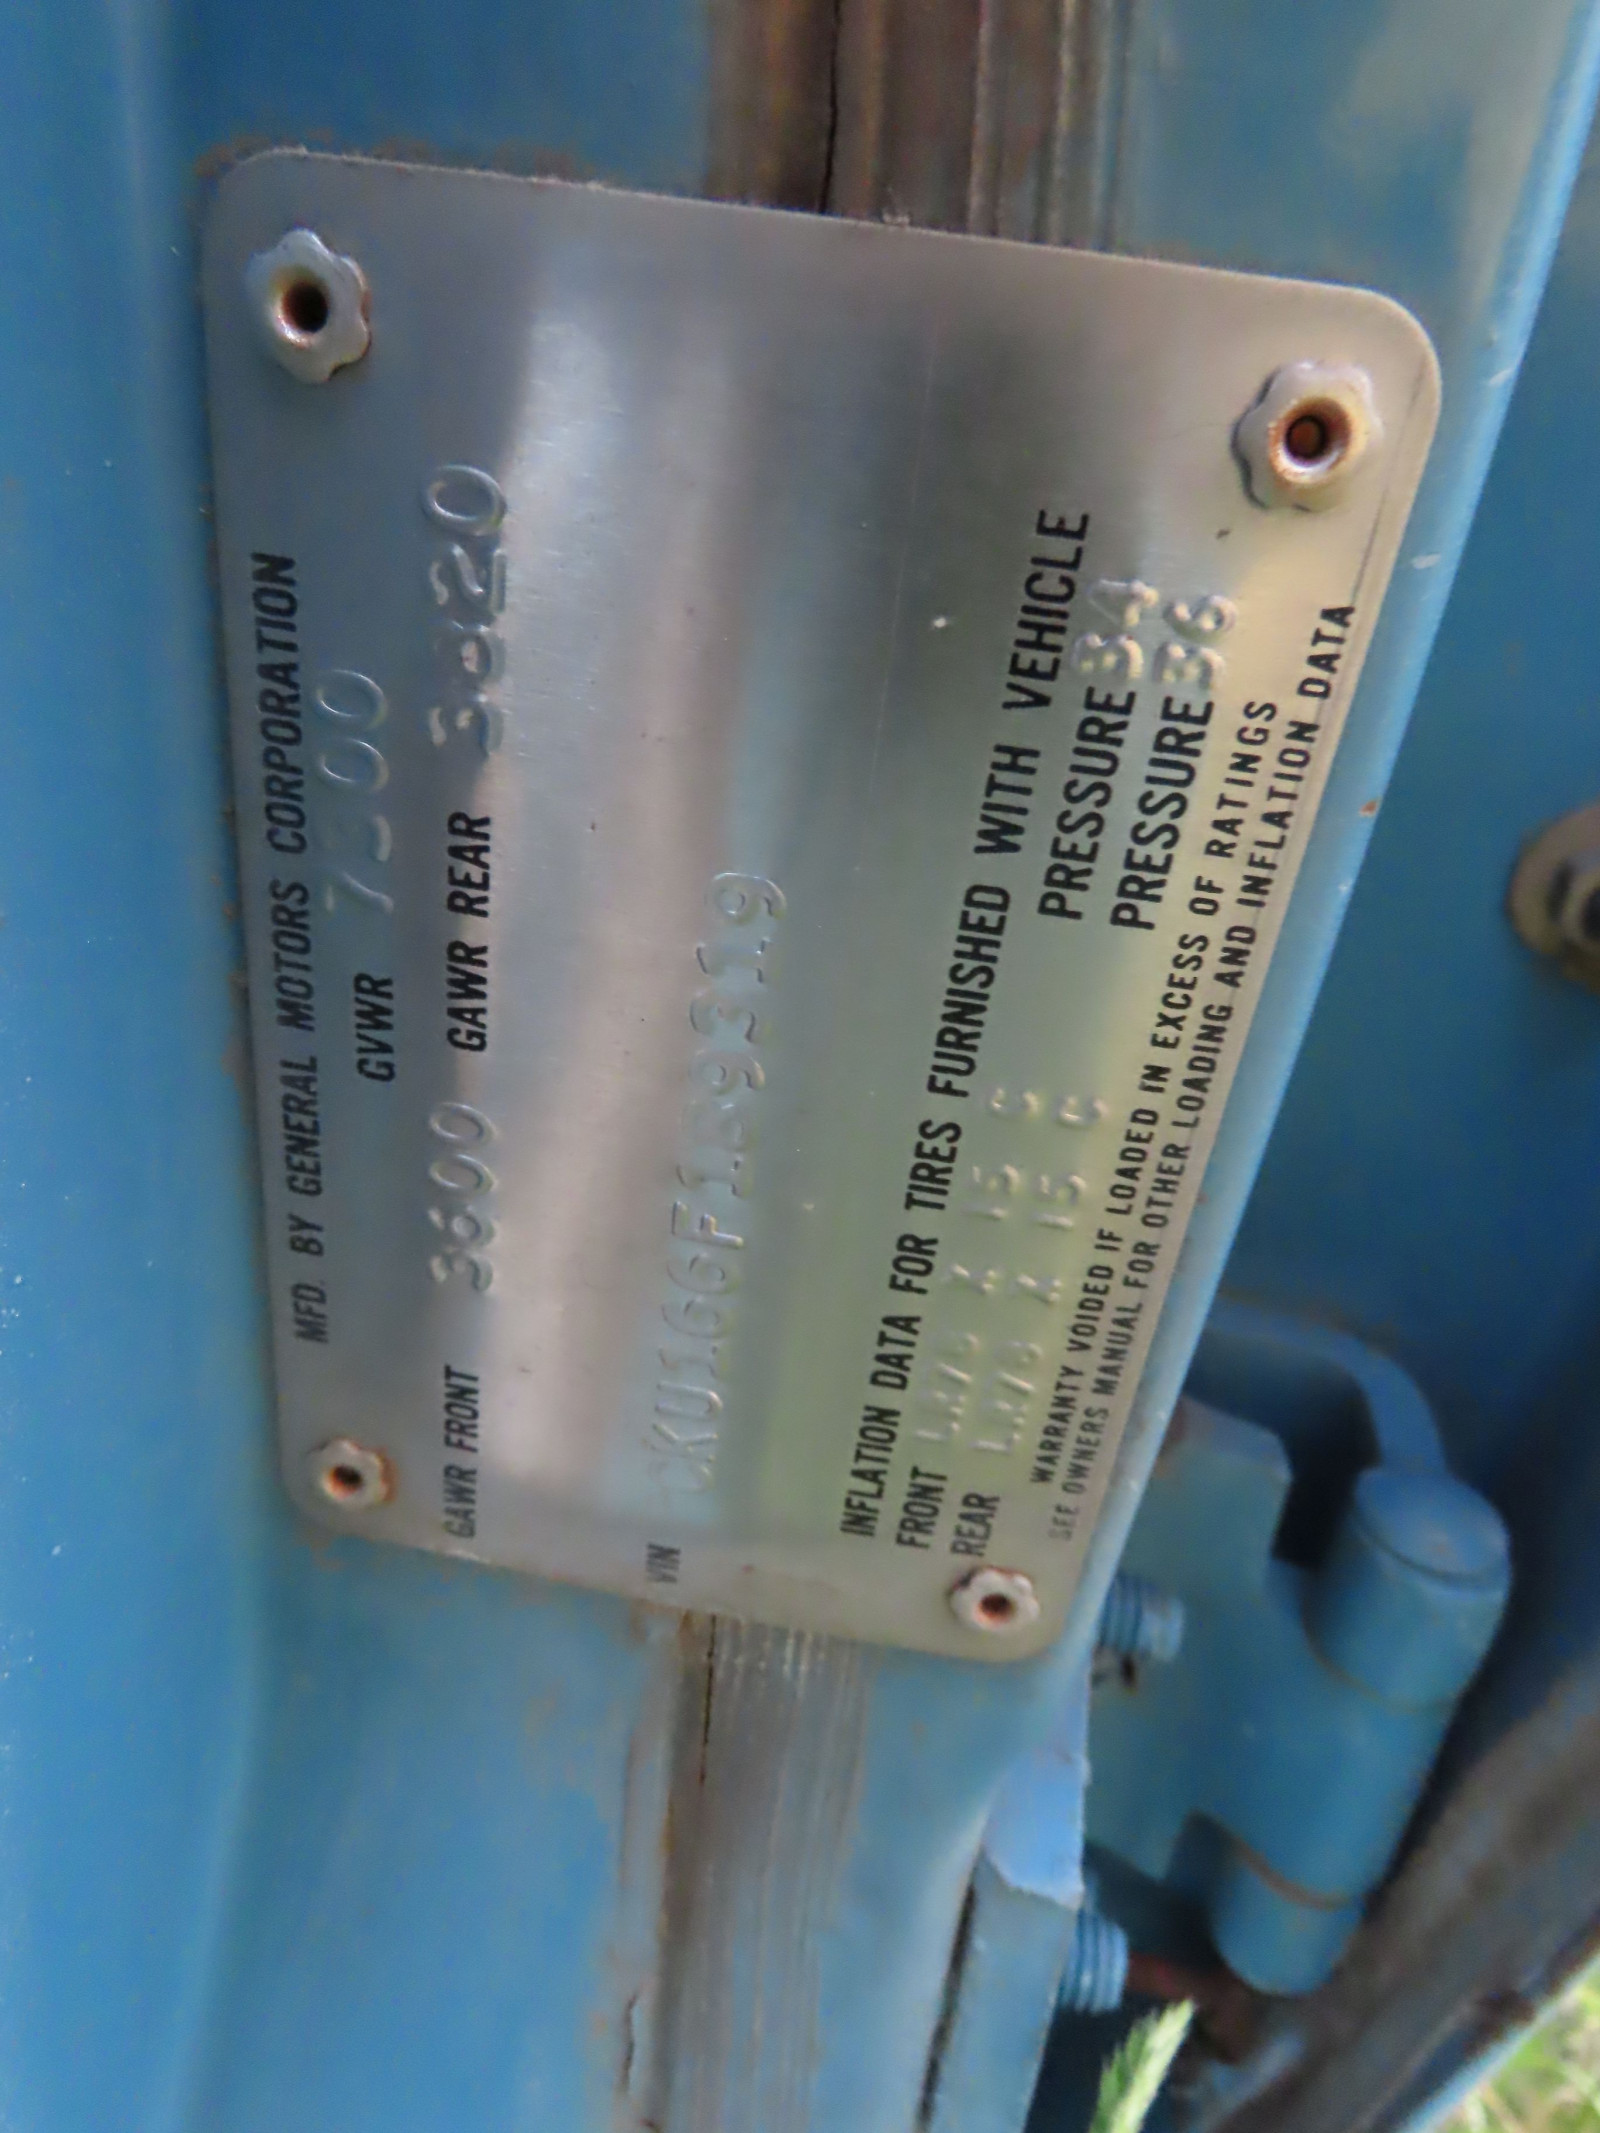 MFD. BY GENERAL MOTORS CORPORATION
GVWR
GAWR FRONT 3600 GAWR REAR
VIN
INFLATION DATA FOR TIRES FURNISHED WITH VEHICLE
FRONT X 15 C PRESSURE 34
REAR X 15 C PRESSURE 36
WARRANTY VOIDED IF LOADED IN EXCESS OF RATINGS
SEE OWNERS MANUAL FOR OTHER LOADING AND INFLATION DATA